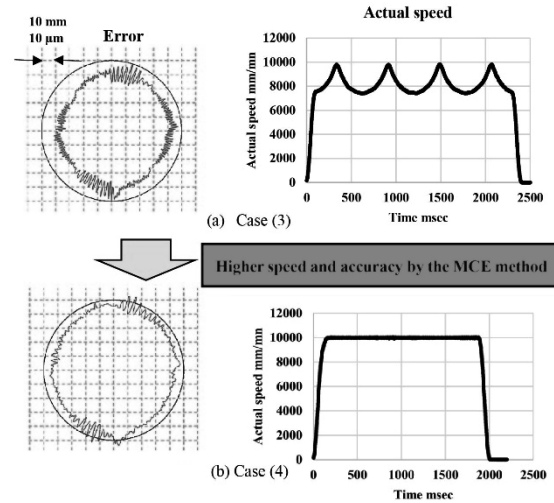 10 mm
10 µm
Error
Actual speed
Actual speed mm/mn
12000
10000
8000
6000
4000
2000
0
0 500 1000 1500 2000 2500
Time msec
(a) Case (3)
Higher speed and accuracy by the MCE method
Actual speed mm/mn
12000
10000
8000
6000
4000
2000
0
0 500 1000 1500 2000 2500
Time msec
(b) Case (4)